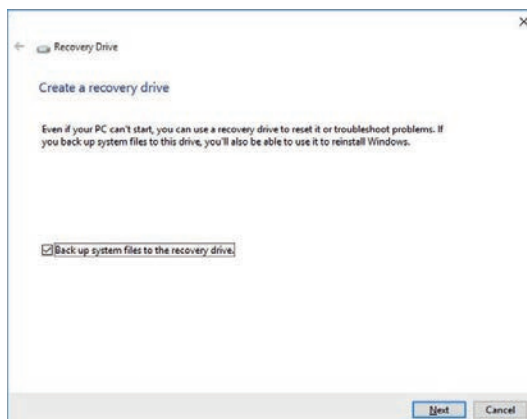 Recovery Drive
Create a recovery drive
Even if your PC can't start, you can use a recovery drive to reset it or troubleshoot problems. If
you back up system files to this drive, you'll also be able to use it to reinstall Windows.
Back up system files to the recovery drive.
Next Cancel